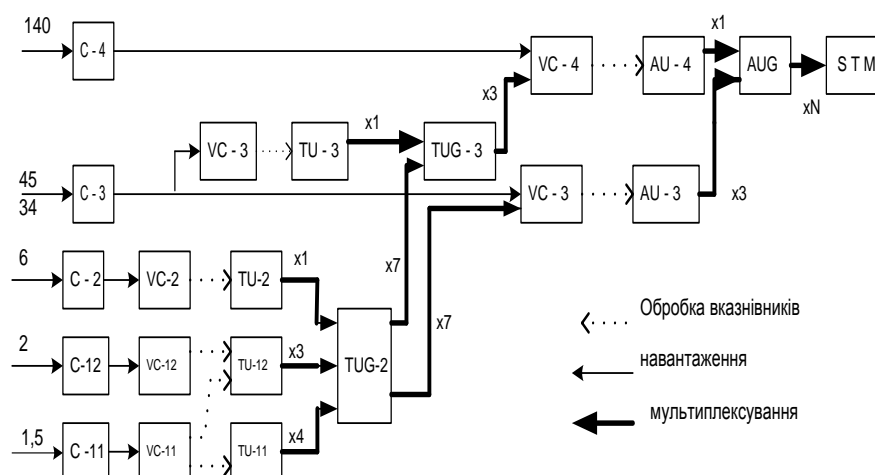 140
C - 4
VC - 4
AU - 4
x1
AUG
S T M
xN
x3
VC - 3
TU - 3
x1
TUG - 3
45
34
C - 3
VC - 3
AU - 3
x3
6
C - 2
VC-2
TU-2
x1
x7
x7
2
C-12
VC-12
TU-12
x3
TUG-2
1,5
C -11
VC-11
TU-11
x4
Обробка вказнівників
навантаження
мультиплексування